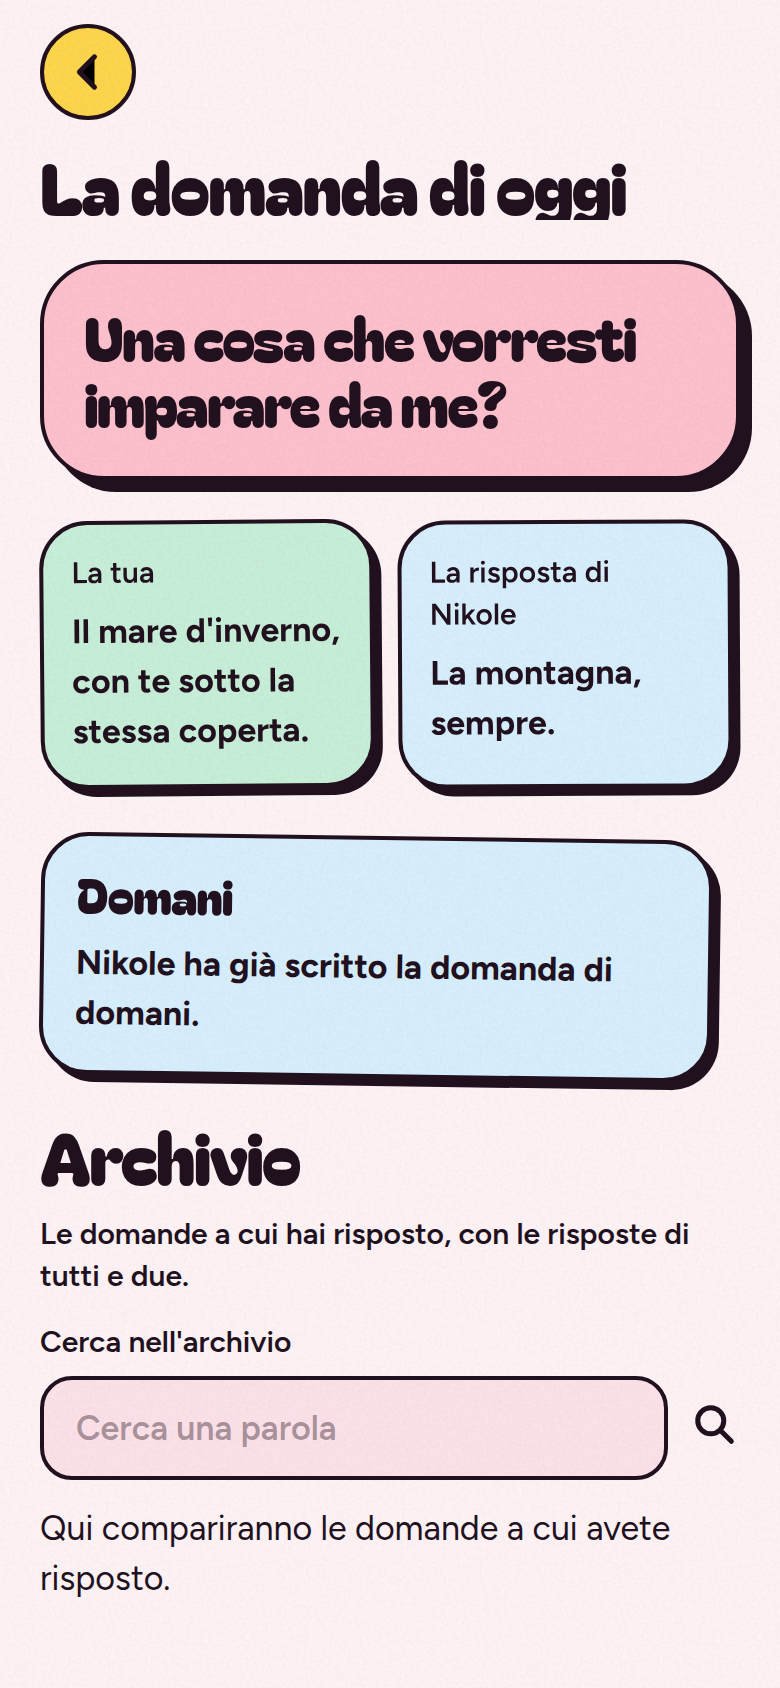 La domanda di oggi
Una cosa che vorresti
imparare da me?
La tua
Il mare d'inverno,
con te sotto la
stessa coperta.
La risposta di
Nikole
La montagna,
sempre.
Domani
Nikole ha già scritto la domanda di
domani.
Archivio
Le domande a cui hai risposto, con le risposte di
tutti e due.
Cerca nell'archivio
Cerca una parola
Qui compariranno le domande a cui avete
risposto.